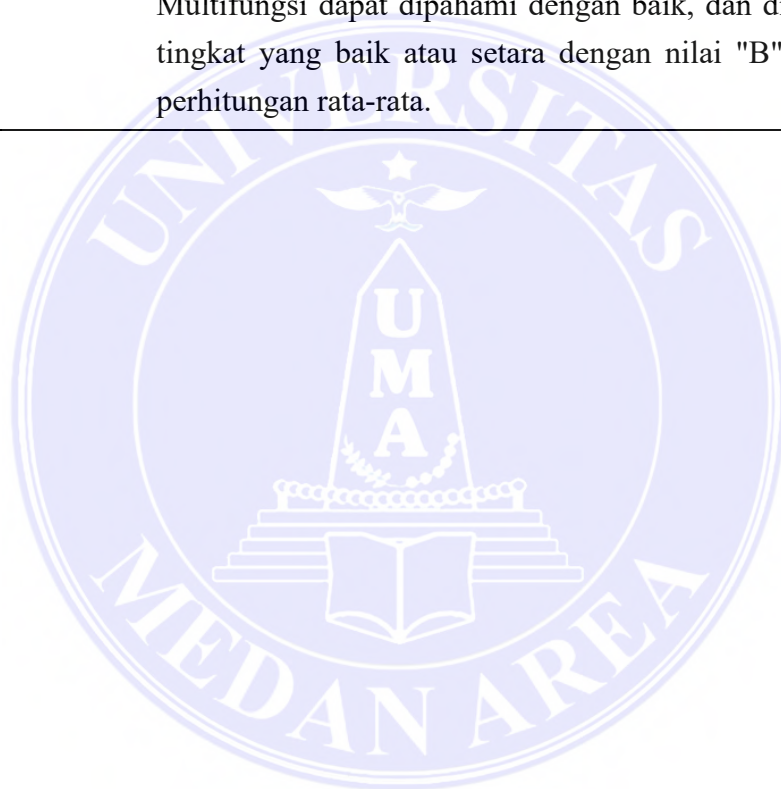 Multifungsi dapat dipahami dengan baik, dan di
tingkat yang baik atau setara dengan nilai "B"
perhitungan rata-rata.
UNIVERSITAS
UMA
MEDAN AREA